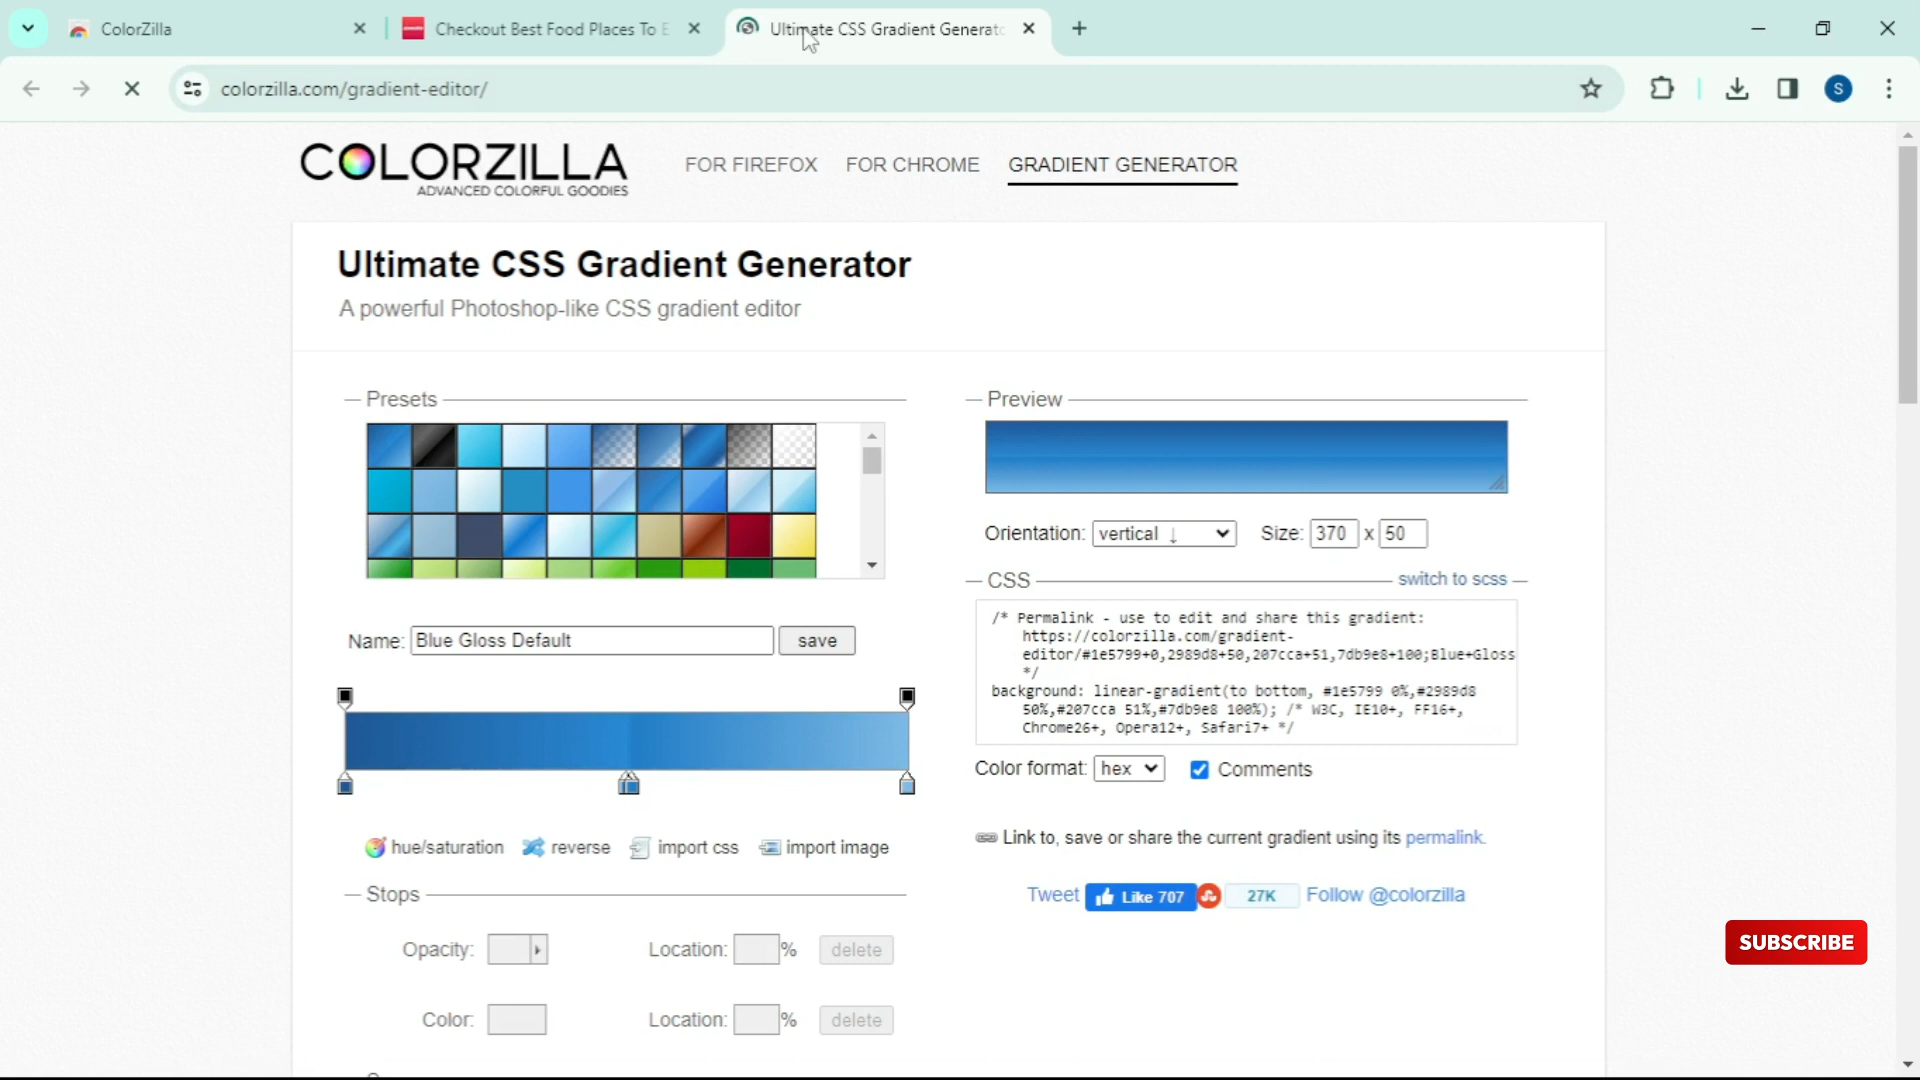 ColorZilla
Checkout Best Food Places To E
Ultimate CSS Gradient Generato
colorzilla.com/gradient-editor/
S
COLORZILLA
ADVANCED COLORFUL GOODIES
FOR FIREFOX
FOR CHROME
GRADIENT GENERATOR
Ultimate CSS Gradient Generator
A powerful Photoshop-like CSS gradient editor
Presets
Name: Blue Gloss Default save
hue/saturation reverse import css import image
Stops
Opacity: Location: % delete
Color: Location: % delete
Preview
Orientation: vertical ↓ Size: 370 x 50
CSS switch to scss
/* Permalink - use to edit and share this gradient:
https://colorzilla.com/gradient-
editor/#1e5799+0,2989d8+50,207cca+51,7db9e8+100;Blue+Gloss
*/
background: linear-gradient(to bottom, #1e5799 0%,#2989d8
50%,#207cca 51%,#7db9e8 100%); /* W3C, IE10+, FF16+,
Chrome26+, Opera12+, Safari7+ */
Color format: hex Comments
Link to, save or share the current gradient using its permalink.
Tweet Like 707 27K Follow @colorzilla
SUBSCRIBE